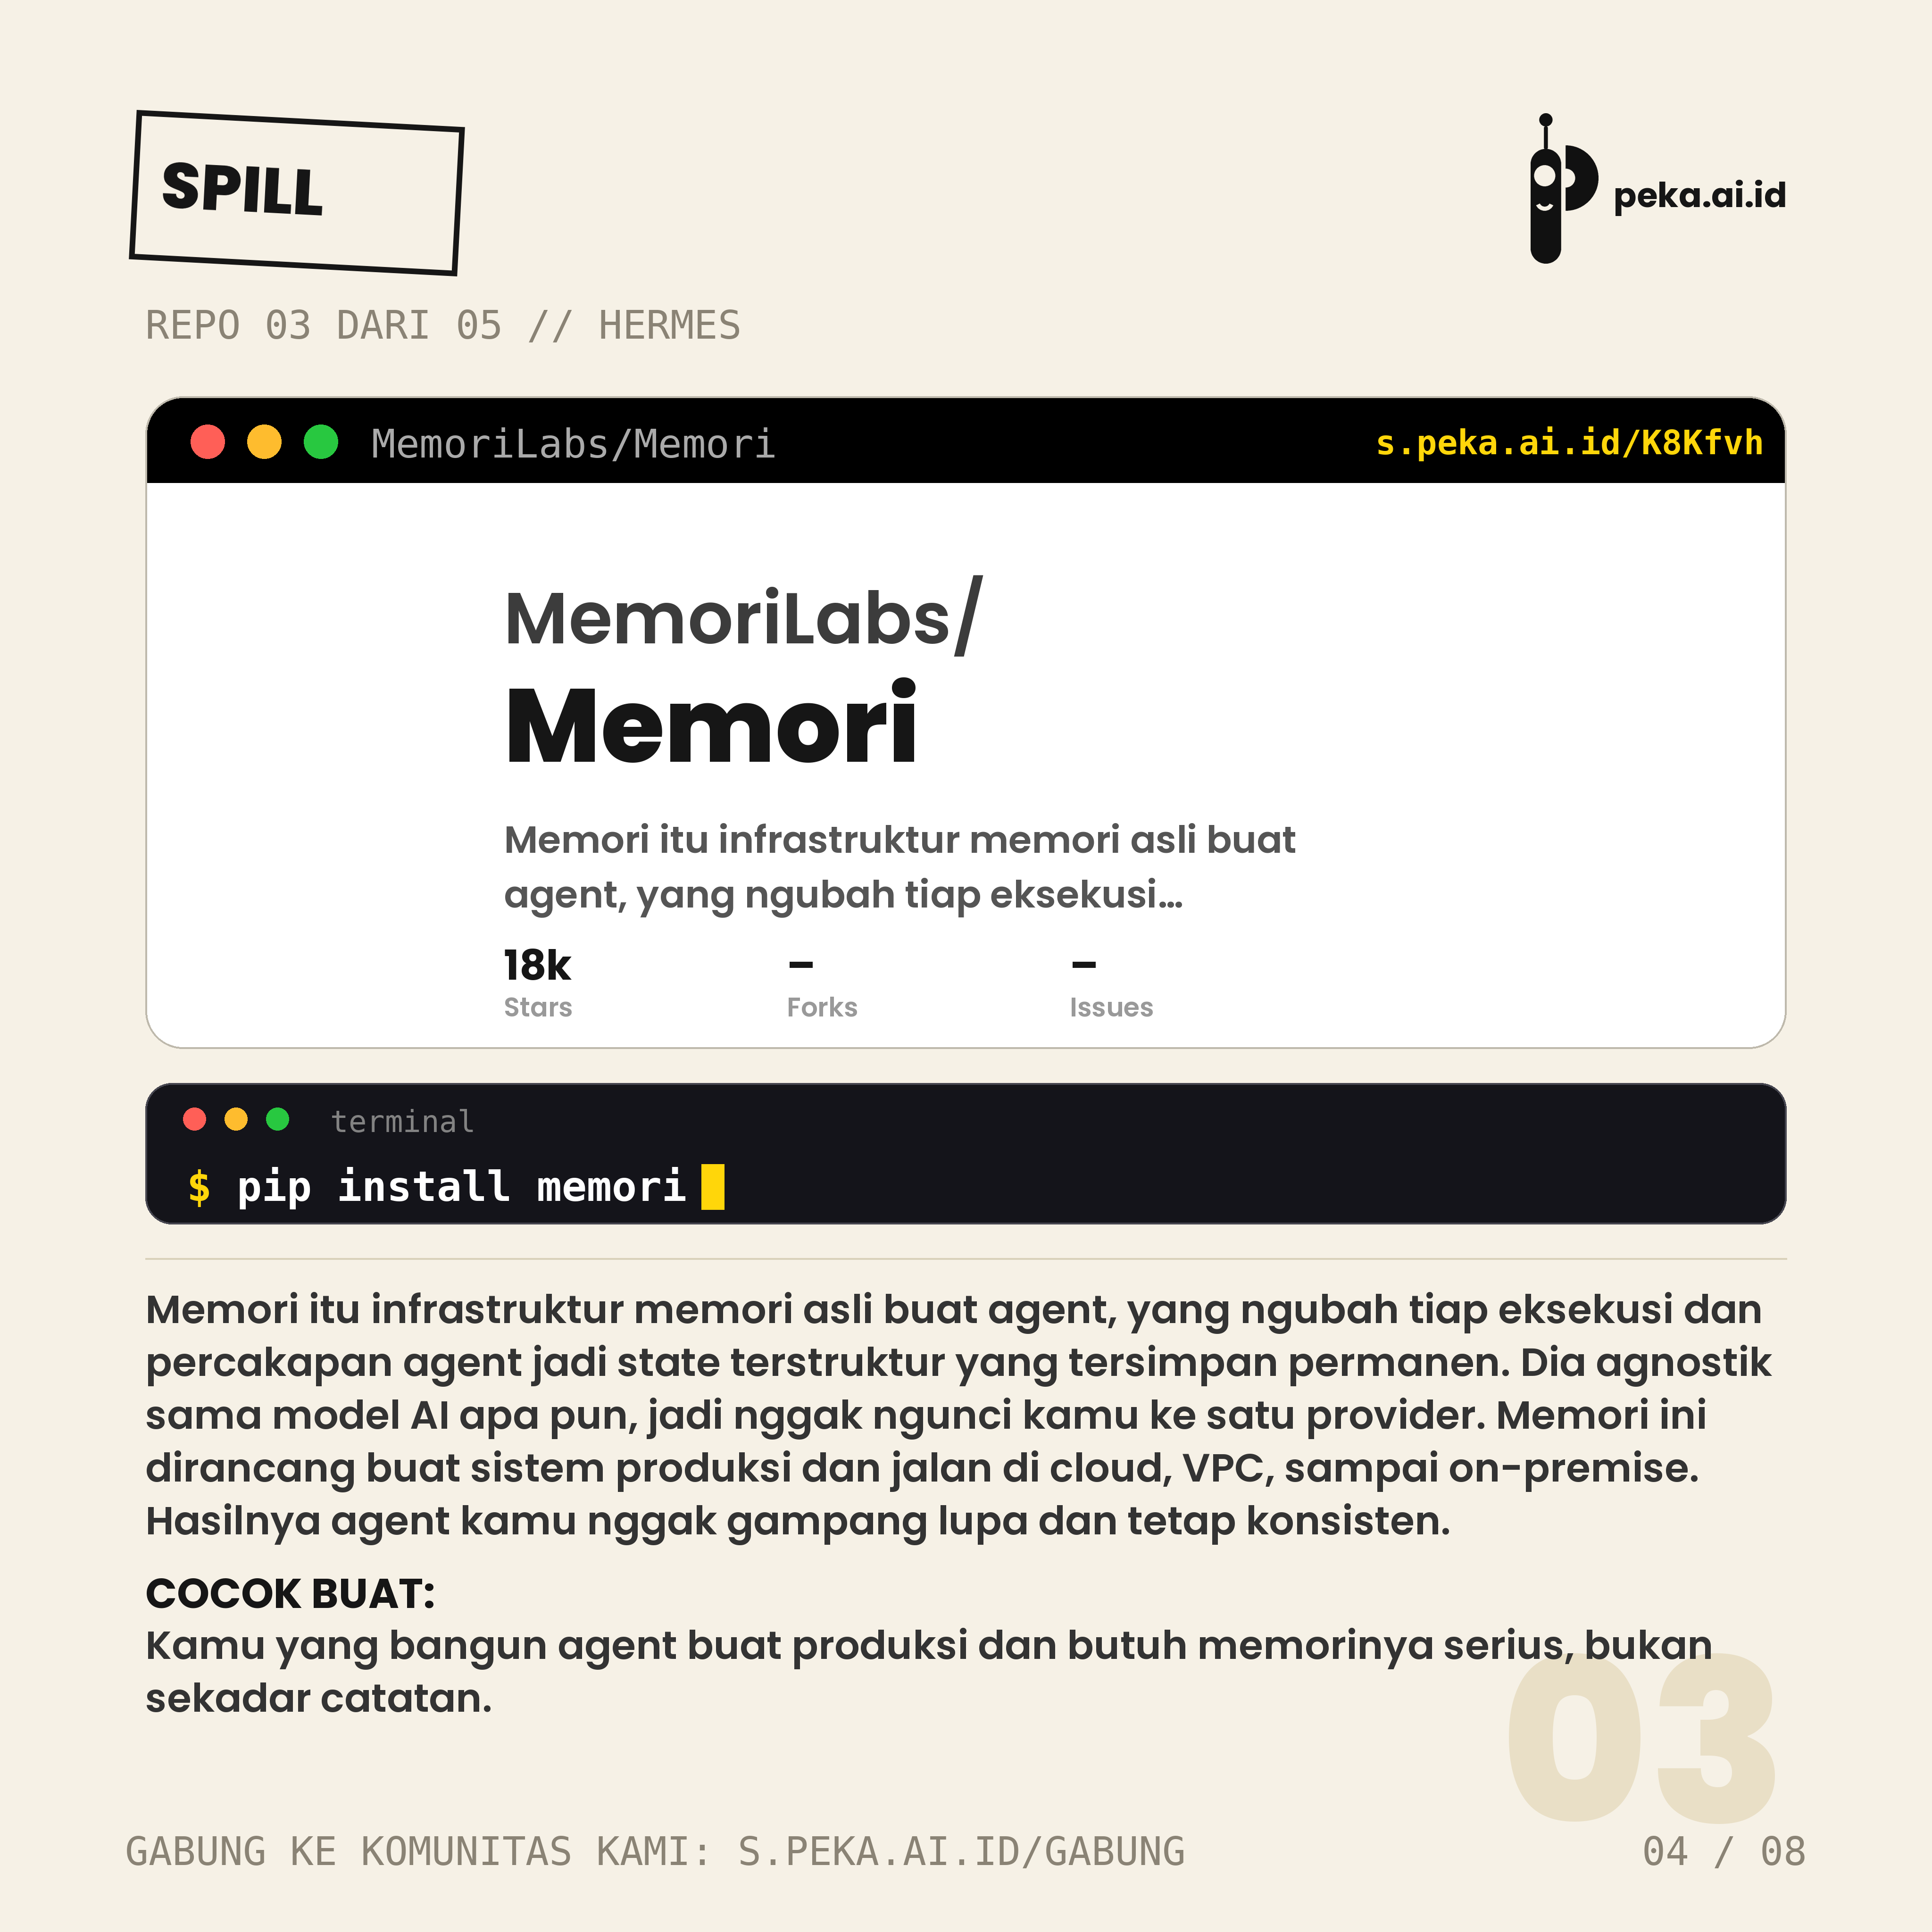 SPILL
peka.ai.id
REPO 03 DARI 05 // HERMES
MemoriLabs/Memori
s.peka.ai.id/K8Kfvh
MemoriLabs/
Memori
Memori itu infrastruktur memori asli buat
agent, yang ngubah tiap eksekusi...
18k – –
Stars Forks Issues
terminal
$ pip install memori
Memori itu infrastruktur memori asli buat agent, yang ngubah tiap eksekusi dan
percakapan agent jadi state terstruktur yang tersimpan permanen. Dia agnostik
sama model AI apa pun, jadi nggak ngunci kamu ke satu provider. Memori ini
dirancang buat sistem produksi dan jalan di cloud, VPC, sampai on-premise.
Hasilnya agent kamu nggak gampang lupa dan tetap konsisten.
COCOK BUAT:
Kamu yang bangun agent buat produksi dan butuh memorinya serius, bukan
sekadar catatan.
03
GABUNG KE KOMUNITAS KAMI: S.PEKA.AI.ID/GABUNG
04 / 08